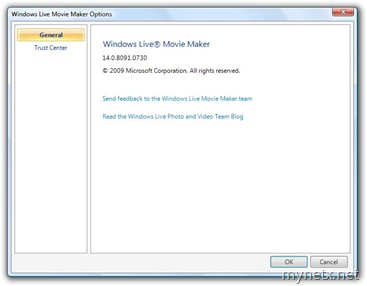 Windows Live Movie Maker Options
General
Trust Center
Windows Live® Movie Maker
14.0.8091.0730
© 2009 Microsoft Corporation. All rights reserved.
Send feedback to the Windows Live Movie Maker team
Read the Windows Live Photo and Video Team Blog
OK
Cancel
mynetx.net